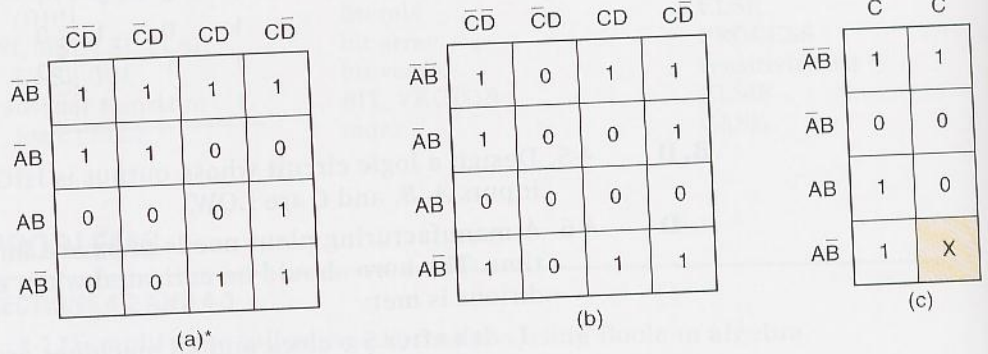 C̄D̄ C̄D CD CD̄
AB 1 1 1 1
ĀB 1 1 0 0
AB 0 0 0 1
AB̄ 0 0 1 1
(a)*
C̄D̄ C̄D CD CD̄
ĀB̄ 1 0 1 1
ĀB 1 0 0 1
AB 0 0 0 0
AB̄ 1 0 1 1
(b)
C C
ĀB̄ 1 1
ĀB 0 0
AB 1 0
AB̄ 1 X
(c)